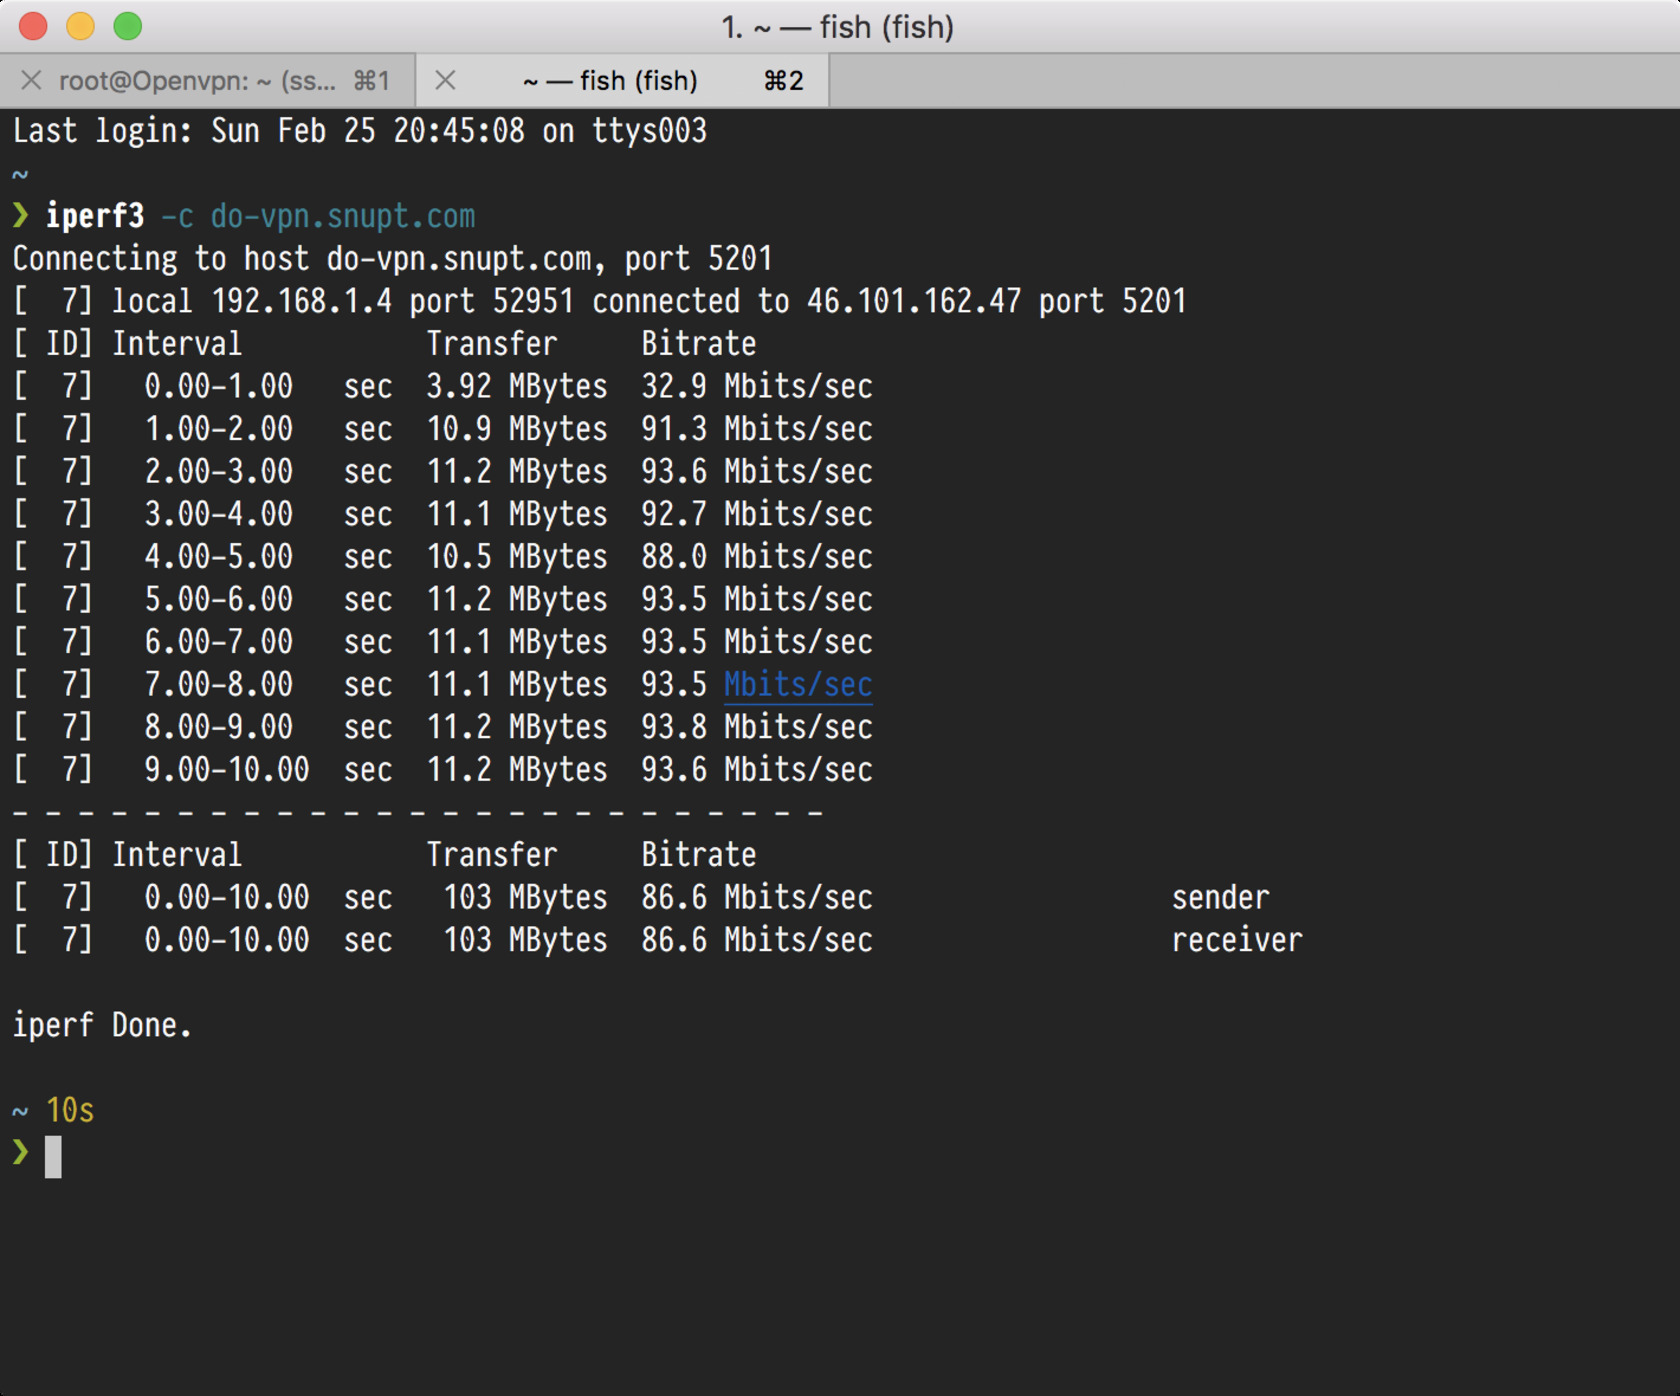 1. ~ — fish (fish)
root@Openvpn: ~ (ss... ⌘1 ~ — fish (fish) ⌘2
Last login: Sun Feb 25 20:45:08 on ttys003
~
❯ iperf3 -c do-vpn.snupt.com
Connecting to host do-vpn.snupt.com, port 5201
[  7] local 192.168.1.4 port 52951 connected to 46.101.162.47 port 5201
[ ID] Interval           Transfer     Bitrate
[  7]   0.00-1.00   sec  3.92 MBytes  32.9 Mbits/sec
[  7]   1.00-2.00   sec  10.9 MBytes  91.3 Mbits/sec
[  7]   2.00-3.00   sec  11.2 MBytes  93.6 Mbits/sec
[  7]   3.00-4.00   sec  11.1 MBytes  92.7 Mbits/sec
[  7]   4.00-5.00   sec  10.5 MBytes  88.0 Mbits/sec
[  7]   5.00-6.00   sec  11.2 MBytes  93.5 Mbits/sec
[  7]   6.00-7.00   sec  11.1 MBytes  93.5 Mbits/sec
[  7]   7.00-8.00   sec  11.1 MBytes  93.5 Mbits/sec
[  7]   8.00-9.00   sec  11.2 MBytes  93.8 Mbits/sec
[  7]   9.00-10.00  sec  11.2 MBytes  93.6 Mbits/sec
- - - - - - - - - - - - - - - - - - - - - - - - -
[ ID] Interval           Transfer     Bitrate
[  7]   0.00-10.00  sec   103 MBytes  86.6 Mbits/sec                  sender
[  7]   0.00-10.00  sec   103 MBytes  86.6 Mbits/sec                  receiver
iperf Done.
~ 10s
❯